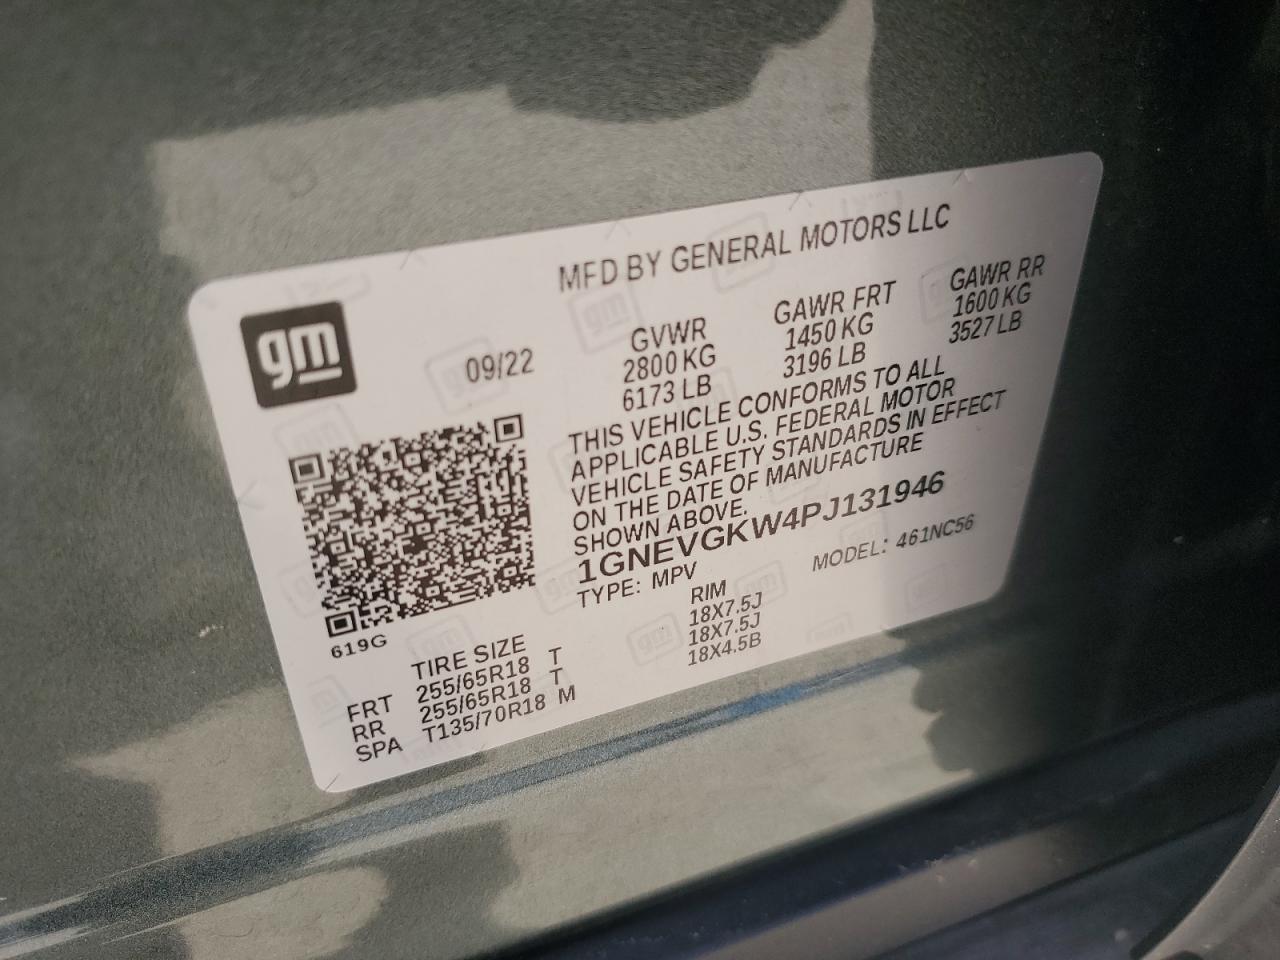 MFD BY GENERAL MOTORS LLC
gm
09/22
GVWR GAWR FRT GAWR RR
2800 KG 1450 KG 1600 KG
6173 LB 3196 LB 3527 LB
THIS VEHICLE CONFORMS TO ALL
APPLICABLE U.S. FEDERAL MOTOR
VEHICLE SAFETY STANDARDS IN EFFECT
ON THE DATE OF MANUFACTURE
SHOWN ABOVE.
1GNEVGKW4PJ131946
TYPE: MPV MODEL: 461NC56
619G
TIRE SIZE RIM
FRT 255/65R18 T 18X7.5J
RR 255/65R18 T 18X7.5J
SPA T135/70R18 M 18X4.5B